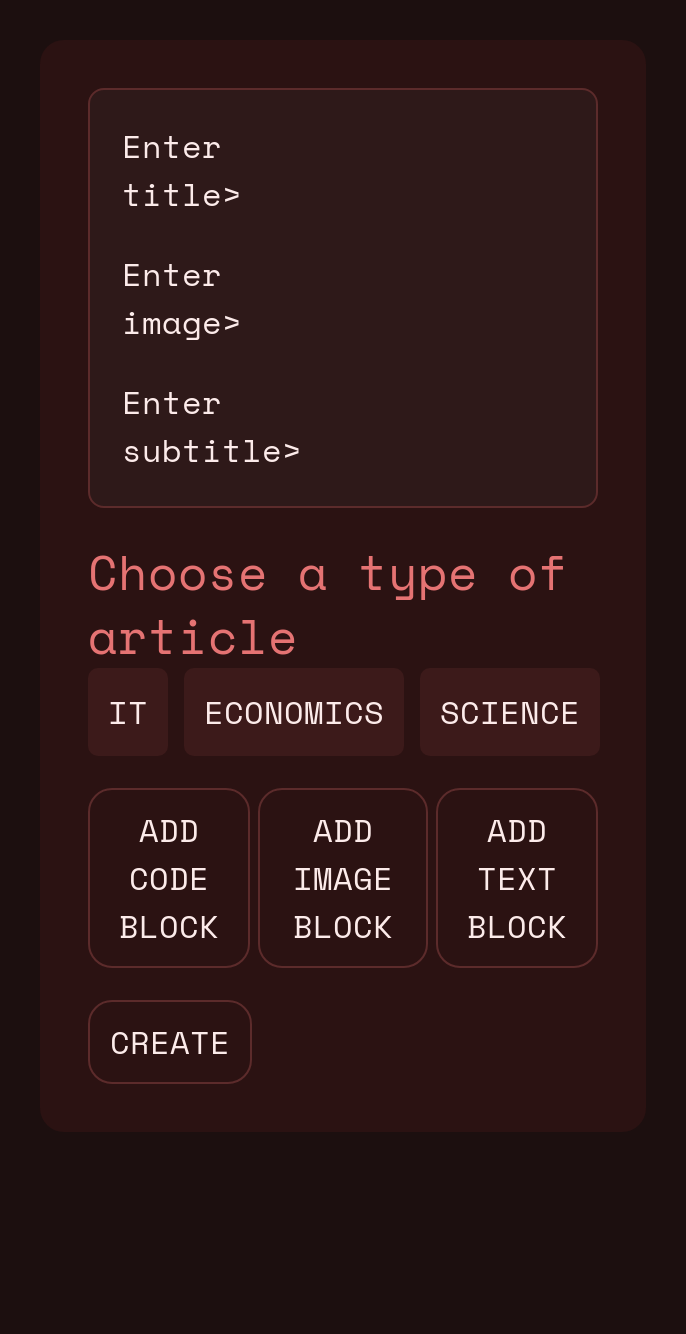 Enter
title>
Enter
image>
Enter
subtitle>
Choose a type of
article
IT ECONOMICS SCIENCE
ADD CODE BLOCK
ADD IMAGE BLOCK
ADD TEXT BLOCK
CREATE